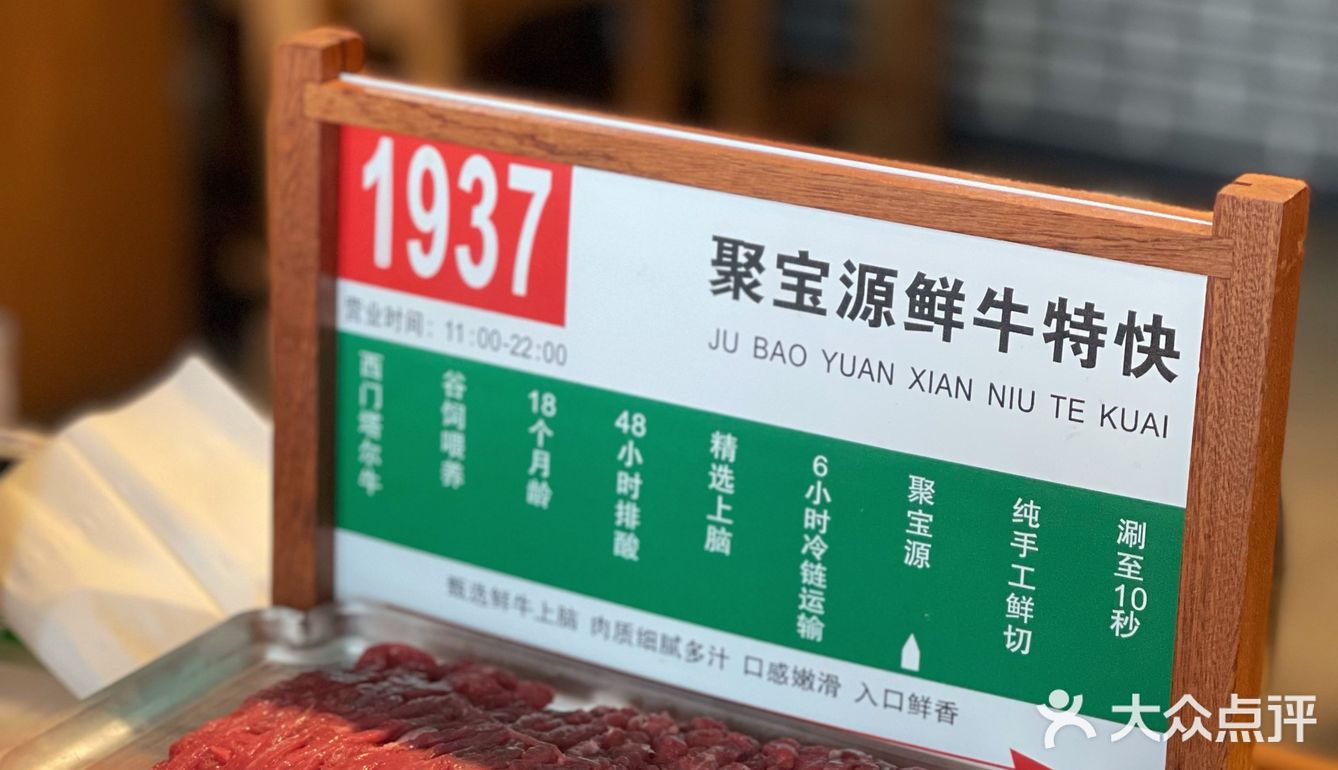 1937
聚宝源鲜牛特快
JU BAO YUAN XIAN NIU TE KUAI
营业时间：11:00-22:00
西门塔尔牛
谷饲喂养
18个月龄
48小时排酸
精选上脑
6小时冷链运输
聚宝源
纯手工鲜切
涮至10秒
甄选鲜牛上脑 肉质细腻多汁 口感嫩滑 入口鲜香
大众点评